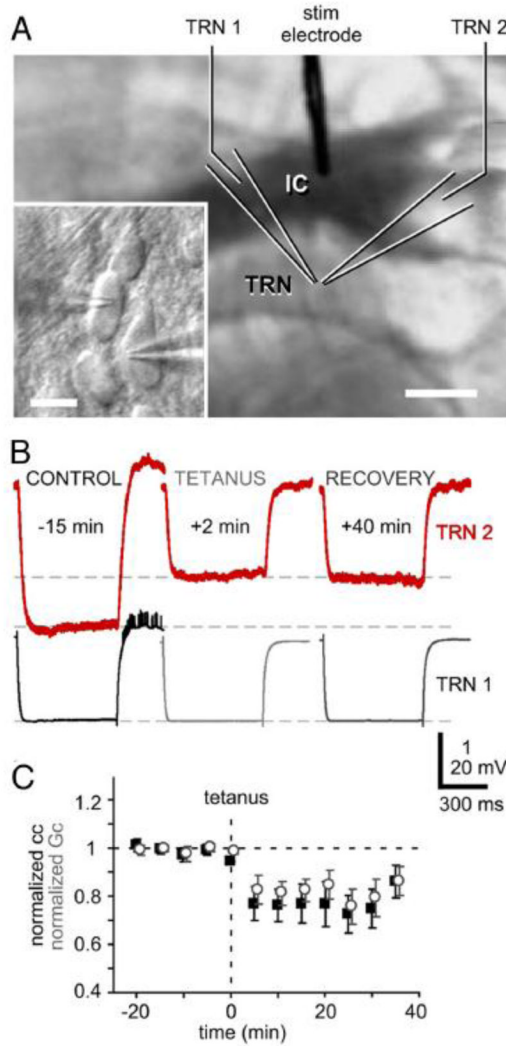 A
TRN 1
stim
electrode
TRN 2
IC
TRN
B
CONTROL
TETANUS
RECOVERY
-15 min
+2 min
+40 min
TRN 2
TRN 1
1
20 mV
300 ms
C
tetanus
normalized cc
normalized Gc
1.2
1
0.8
0.6
0.4
-20
0
20
40
time (min)